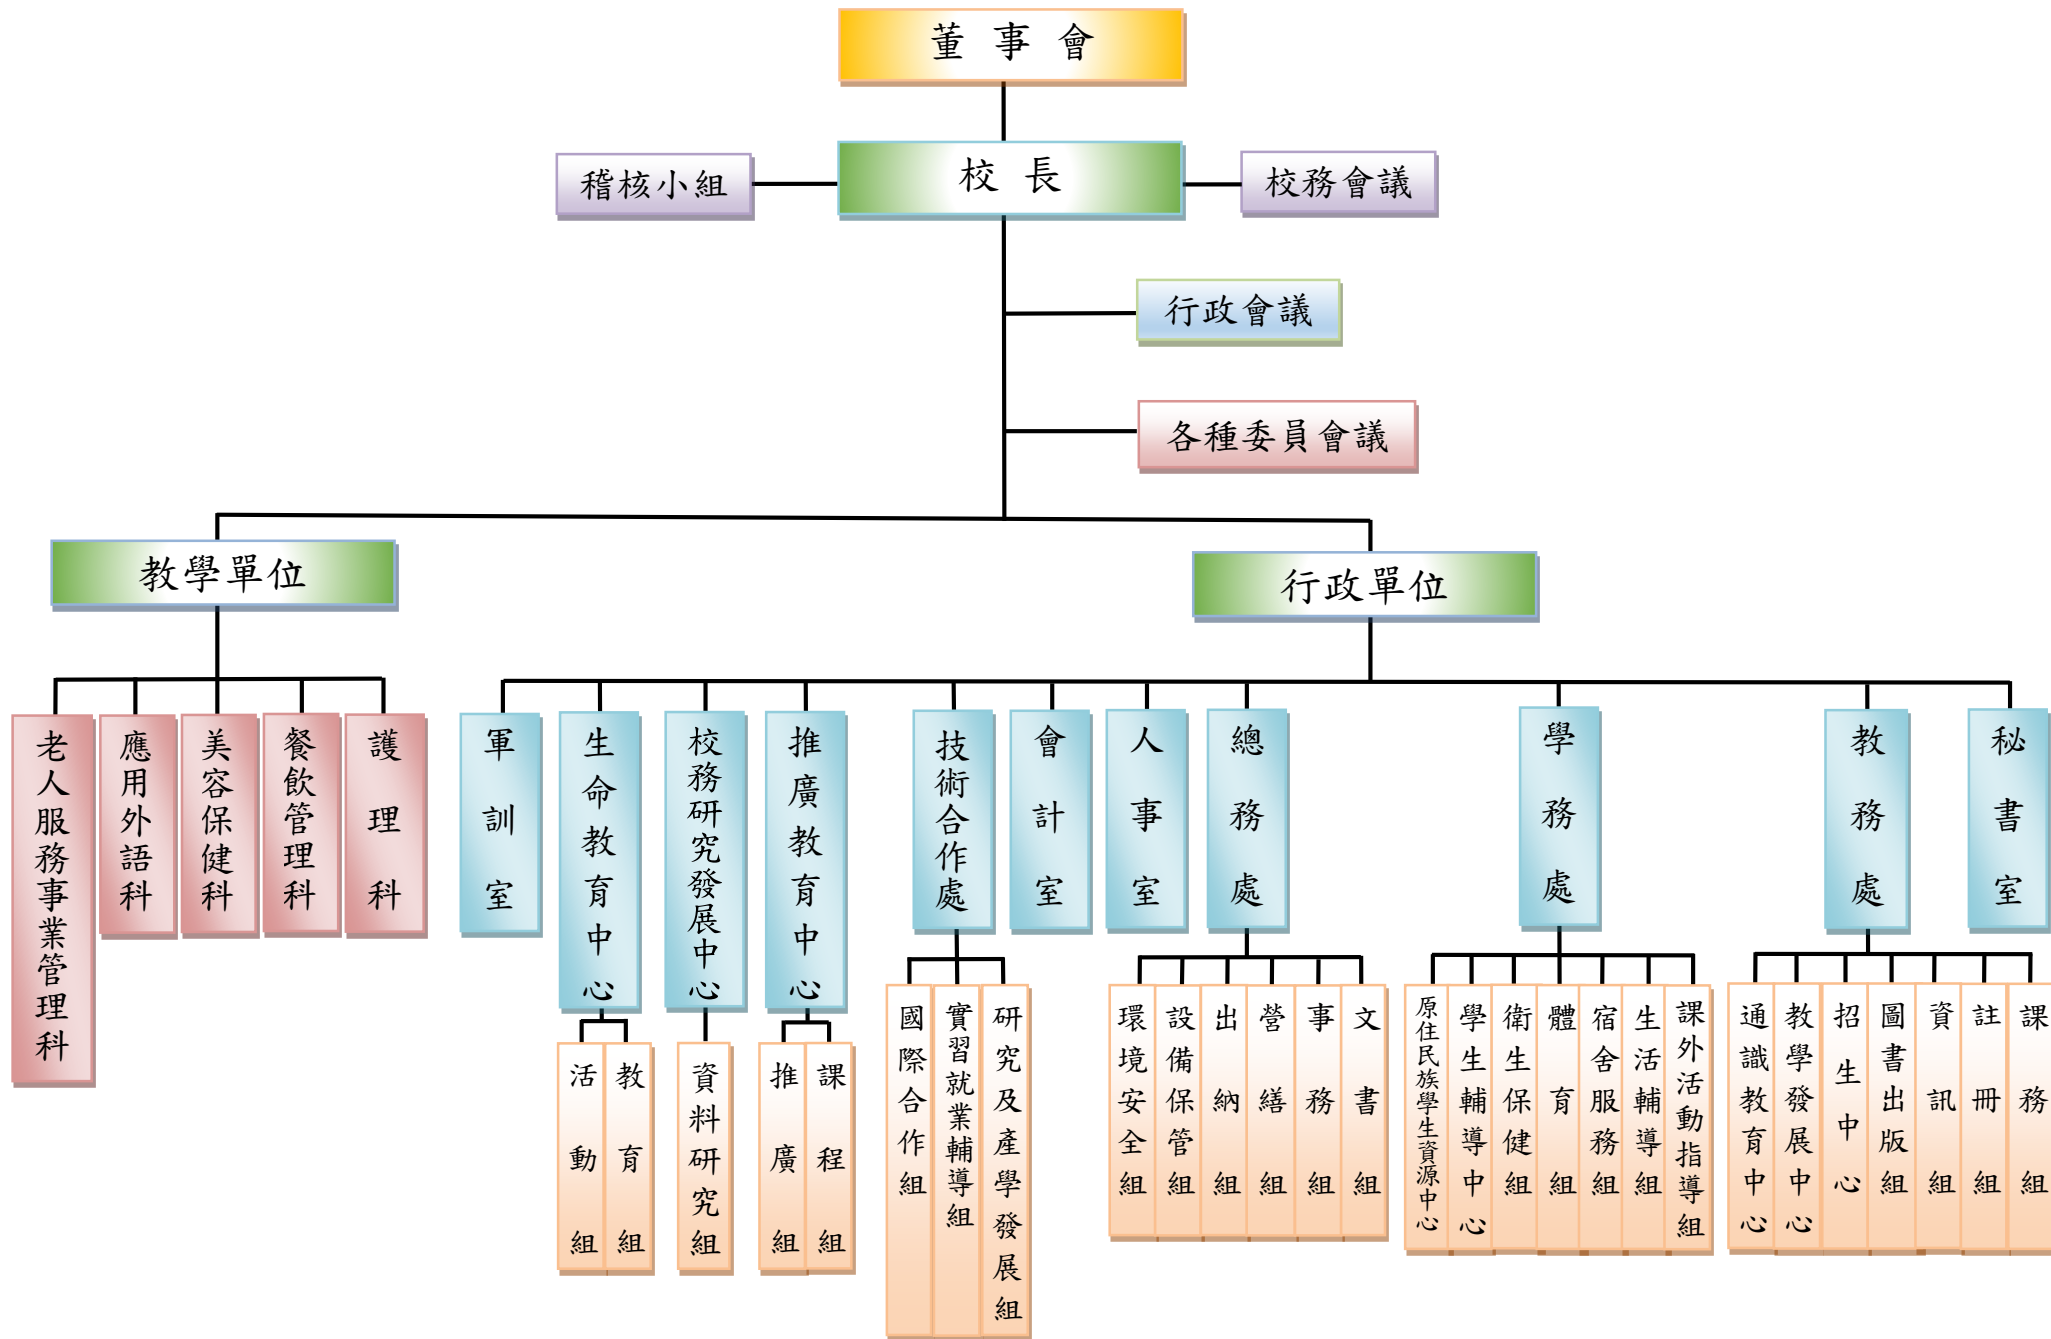 董事會
稽核小組
校長
校務會議
行政會議
各種委員會議
教學單位
行政單位
老人服務事業管理科
應用外語科
美容保健科
餐飲管理科
護理科
軍訓室
生命教育中心
校務研究發展中心
推廣教育中心
技術合作處
會計室
人事室
總務處
學務處
教務處
秘書室
活動組
教育組
資料研究組
推廣組
課程組
國際合作組
實習就業輔導組
研究及產學發展組
環境安全組
設備保管組
出納組
營繕組
事務組
文書組
原住民族學生資源中心
學生輔導中心
衛生保健組
體育組
宿舍服務組
生活輔導組
課外活動指導組
通識教育中心
教學發展中心
招生中心
圖書出版組
資訊組
註冊組
課務組